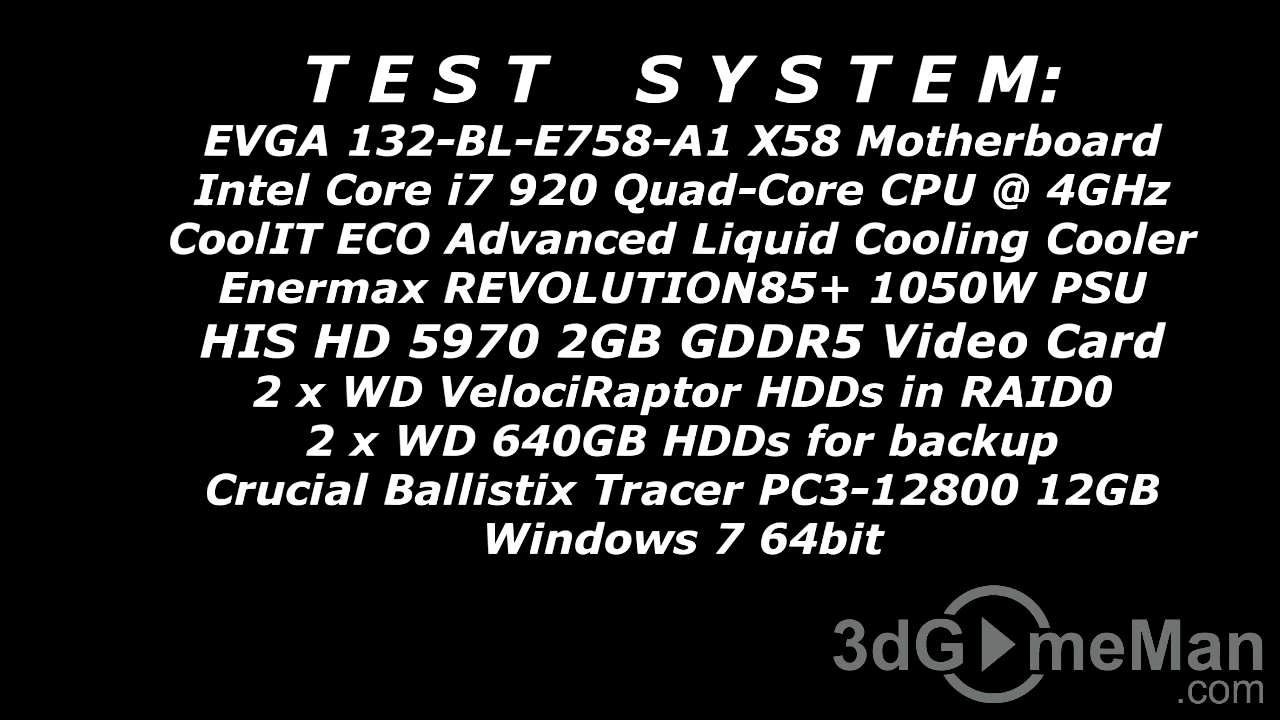 TEST SYSTEM:
EVGA 132-BL-E758-A1 X58 Motherboard
Intel Core i7 920 Quad-Core CPU @ 4GHz
CoolIT ECO Advanced Liquid Cooling Cooler
Enermax REVOLUTION85+ 1050W PSU
HIS HD 5970 2GB GDDR5 Video Card
2 x WD VelociRaptor HDDs in RAID0
2 x WD 640GB HDDs for backup
Crucial Ballistix Tracer PC3-12800 12GB
Windows 7 64bit
3dGameMan
.com